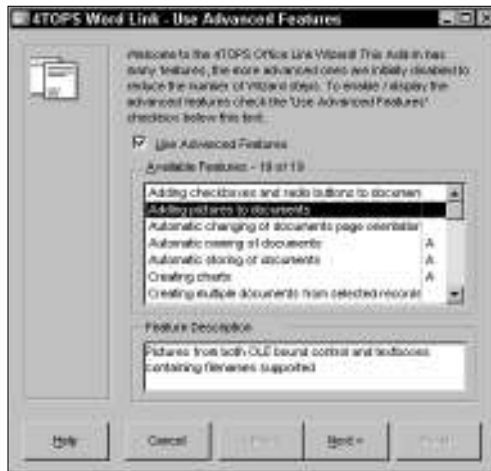 4TOPS Word Link - Use Advanced Features
Welcome to the 4TOPS Office Link Wizard! This Add-in has
many features, the more advanced ones are initially disabled to
reduce the number of Wizard steps. To enable / display the
advanced features check the 'Use Advanced Features'
checkbox below this text.
Use Advanced Features
Available Features - 19 of 19
Adding checkboxes and radio buttons to documen
Adding pictures to documents
Automatic changing of documents page orientation
Automatic naming of documents A
Automatic storing of documents A
Creating charts A
Creating multiple documents from selected records
Feature Description
Pictures from both OLE bound control and textboxes
containing filenames supported
Help Cancel Next >